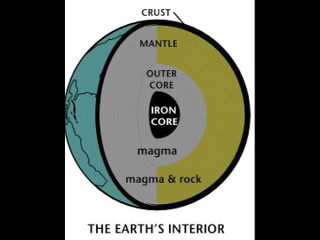 CRUST
MANTLE
OUTER
CORE
IRON
CORE
magma
magma & rock
THE EARTH'S INTERIOR